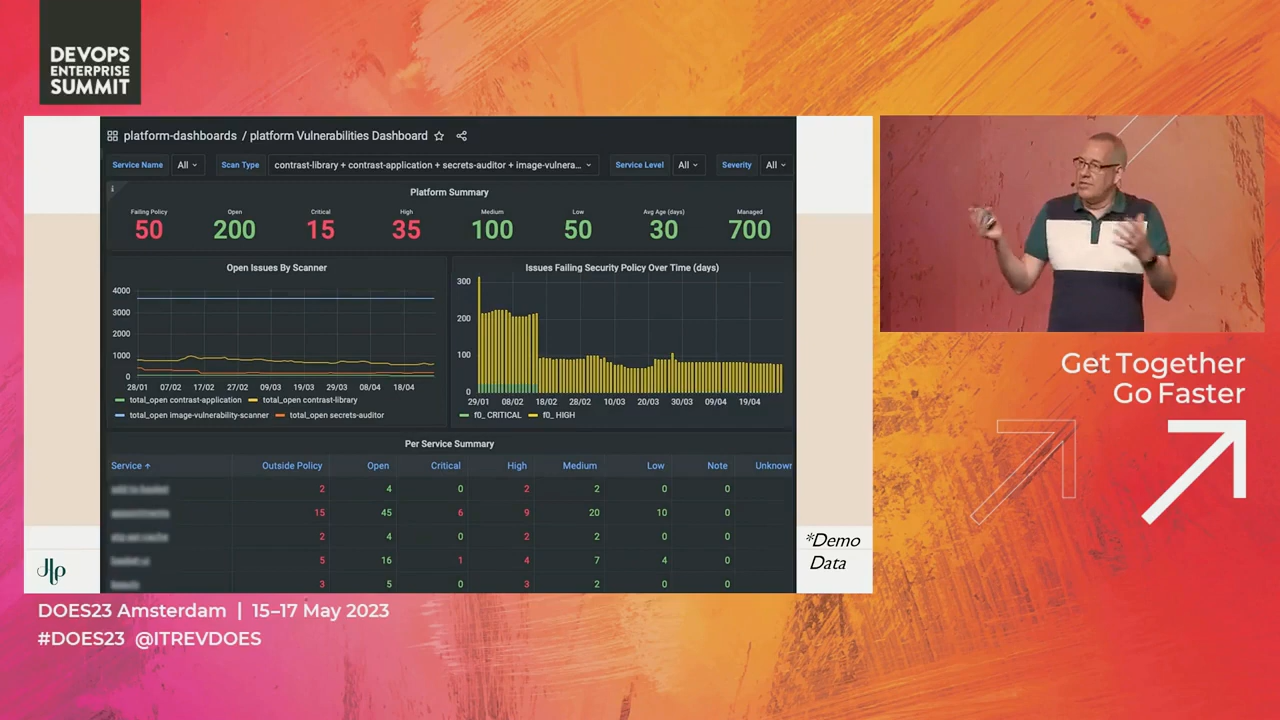 DEVOPS
ENTERPRISE
SUMMIT
platform-dashboards / platform Vulnerabilities Dashboard
Service Name All Scan Type contrast-library + contrast-application + secrets-auditor + image-vulnera... Service Level All Severity All
Platform Summary
Failing Policy Open Critical High Medium Low Avg Age (days) Managed
50 200 15 35 100 50 30 700
Open Issues By Scanner
4000
3000
2000
1000
0
28/01 07/02 17/02 27/02 09/03 19/03 29/03 08/04 18/04
total_open contrast-application total_open contrast-library
total_open image-vulnerability-scanner total_open secrets-auditor
Issues Failing Security Policy Over Time (days)
300
200
100
0
29/01 08/02 18/02 28/02 10/03 20/03 30/03 09/04 19/04
f0_ CRITICAL f0_ HIGH
Per Service Summary
Service Outside Policy Open Critical High Medium Low Note Unknown
2 4 0 2 2 0 0
15 45 6 9 20 10 0
2 4 0 2 2 0 0
5 16 1 4 7 4 0
3 5 0 3 2 0 0
*Demo
Data
JLP
Get Together
Go Faster
DOES23 Amsterdam | 15–17 May 2023
#DOES23 @ITREVDOES